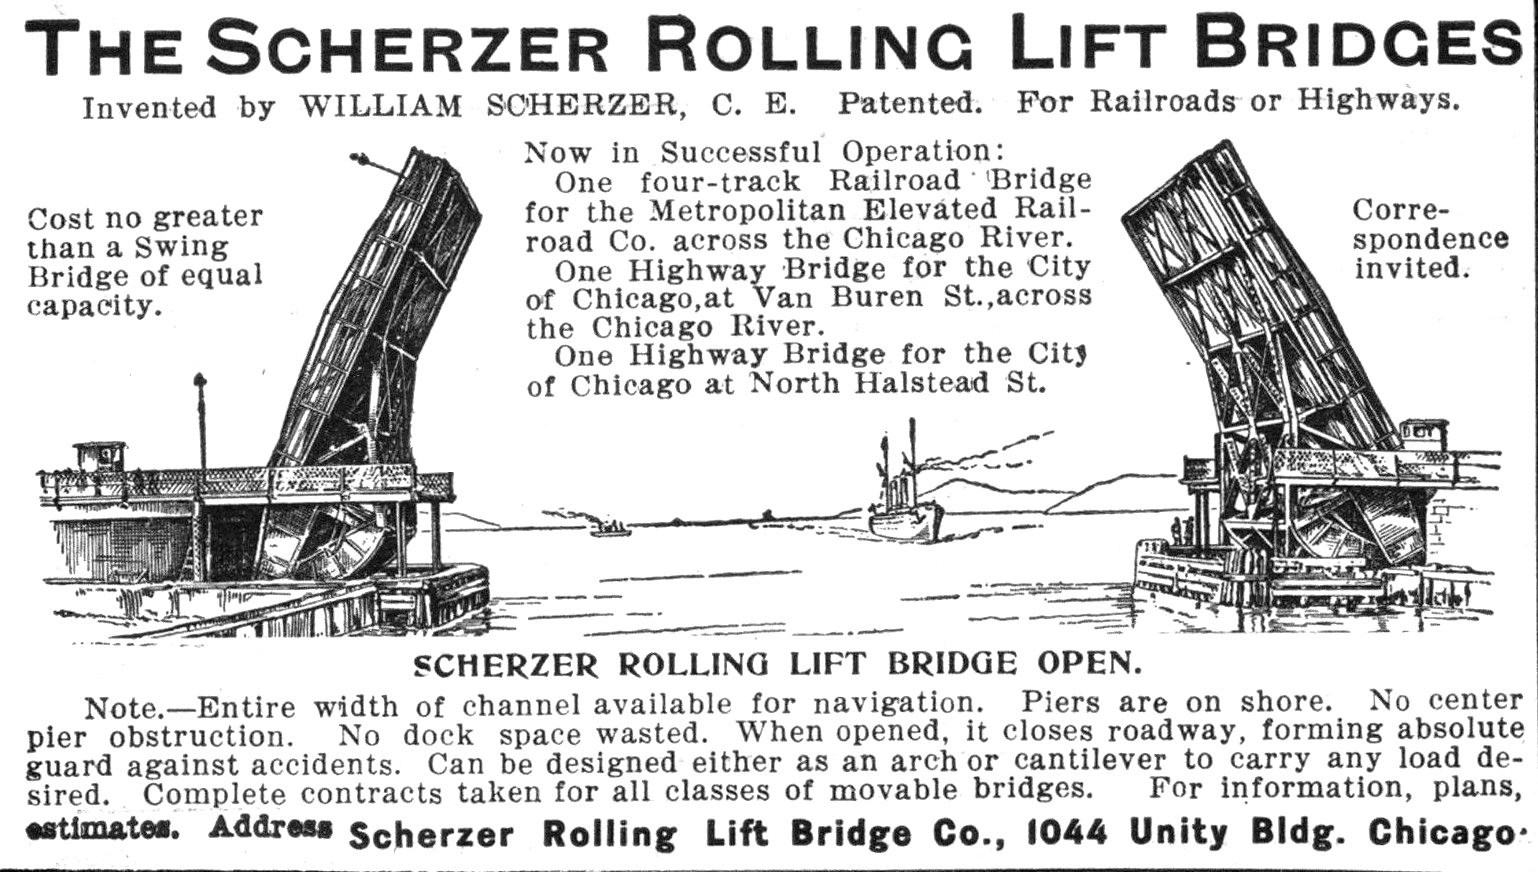 THE SCHERZER ROLLING LIFT BRIDGES
Invented by WILLIAM SCHERZER, C. E. Patented. For Railroads or Highways.
Cost no greater
than a Swing
Bridge of equal
capacity.
Now in Successful Operation:
One four-track Railroad Bridge
for the Metropolitan Elevated Rail-
road Co. across the Chicago River.
One Highway Bridge for the City
of Chicago, at Van Buren St., across
the Chicago River.
One Highway Bridge for the City
of Chicago at North Halstead St.
Corre-
spondence
invited.
SCHERZER ROLLING LIFT BRIDGE OPEN.
Note.—Entire width of channel available for navigation. Piers are on shore. No center
pier obstruction. No dock space wasted. When opened, it closes roadway, forming absolute
guard against accidents. Can be designed either as an arch or cantilever to carry any load de-
sired. Complete contracts taken for all classes of movable bridges. For information, plans,
estimates. Address Scherzer Rolling Lift Bridge Co., 1044 Unity Bldg. Chicago.